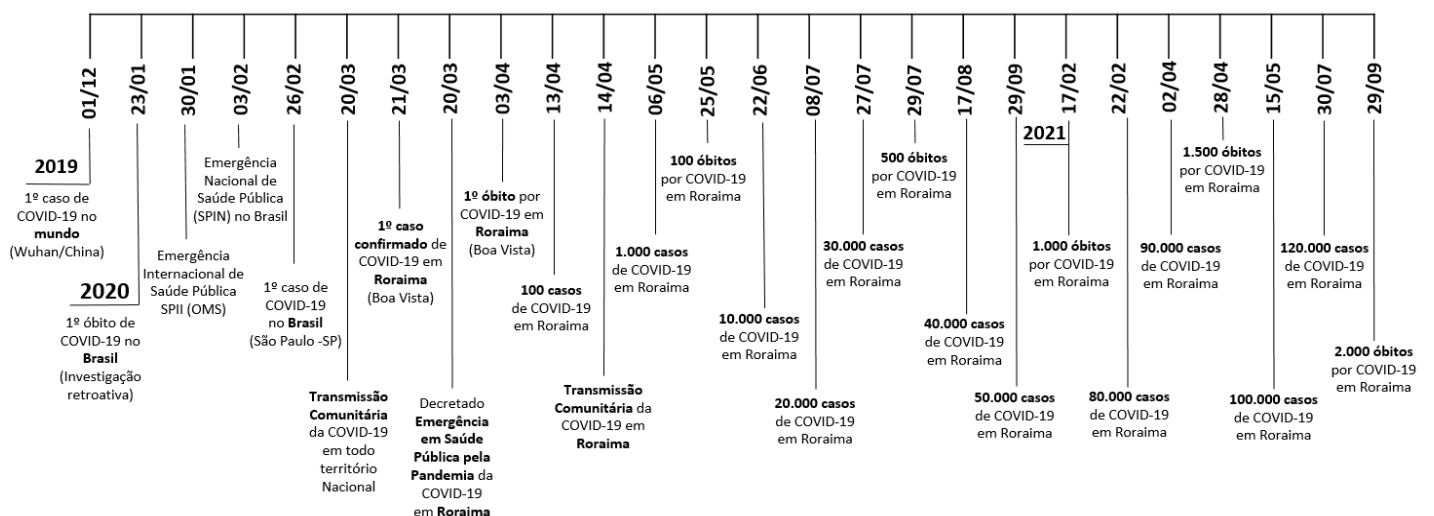 01/12
23/01
30/01
03/02
26/02
20/03
21/03
20/03
03/04
13/04
14/04
06/05
25/05
22/06
08/07
27/07
29/07
17/08
29/09
17/02
22/02
02/04
28/04
15/05
30/07
29/09
2019
1º caso de
COVID-19 no
mundo
(Wuhan/China)
2020
1º óbito de
COVID-19 no
Brasil
(Investigação
retroativa)
Emergência
Internacional de
Saúde Pública
SPII (OMS)
Emergência
Nacional de
Saúde Pública
(SPIN) no Brasil
1º caso de
COVID-19
no Brasil
(São Paulo -SP)
Transmissão
Comunitária
da COVID-19
em todo
território
Nacional
1º caso
confirmado de
COVID-19 em
Roraima
(Boa Vista)
Decretado
Emergência
em Saúde
Pública pela
Pandemia da
COVID-19
em Roraima
1º óbito por
COVID-19 em
Roraima
(Boa Vista)
100 casos
de COVID-19
em Roraima
Transmissão
Comunitária da
COVID-19 em
Roraima
1.000 casos
de COVID-19
em Roraima
100 óbitos
por COVID-19
em Roraima
10.000 casos
de COVID-19
em Roraima
20.000 casos
de COVID-19
em Roraima
30.000 casos
de COVID-19
em Roraima
500 óbitos
por COVID-19
em Roraima
40.000 casos
de COVID-19
em Roraima
50.000 casos
de COVID-19
em Roraima
2021
1.000 óbitos
por COVID-19
em Roraima
80.000 casos
de COVID-19
em Roraima
90.000 casos
de COVID-19
em Roraima
1.500 óbitos
por COVID-19
em Roraima
100.000 casos
de COVID-19
em Roraima
120.000 casos
de COVID-19
em Roraima
2.000 óbitos
por COVID-19
em Roraima